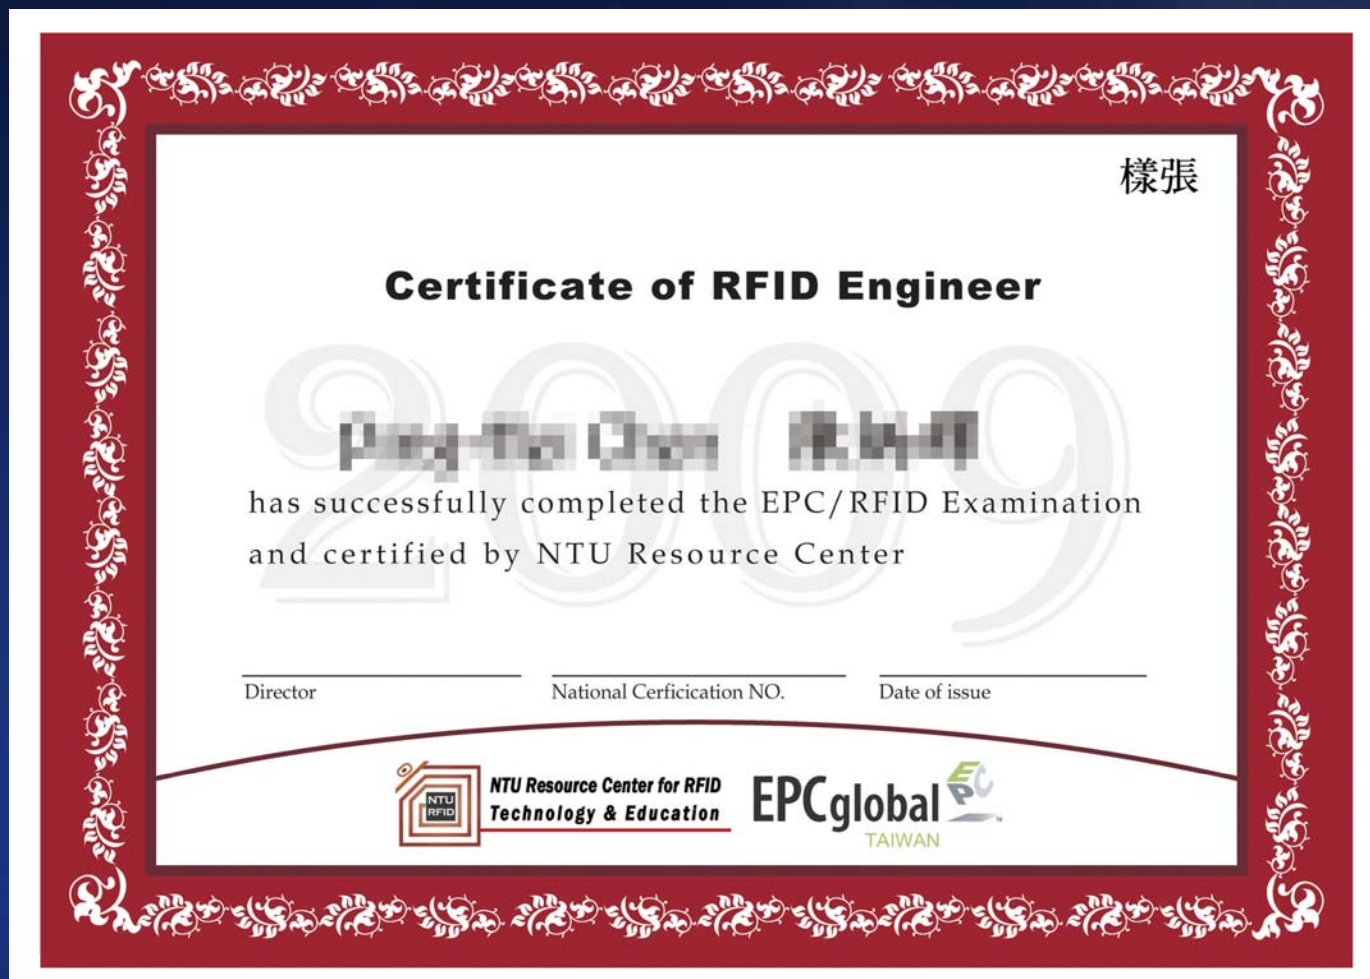 樣張
Certificate of RFID Engineer
2009
has successfully completed the EPC/RFID Examination
and certified by NTU Resource Center
Director
National Cerficication NO.
Date of issue
NTU
RFID
NTU Resource Center for RFID
Technology & Education
EPCglobal
EPC
TAIWAN